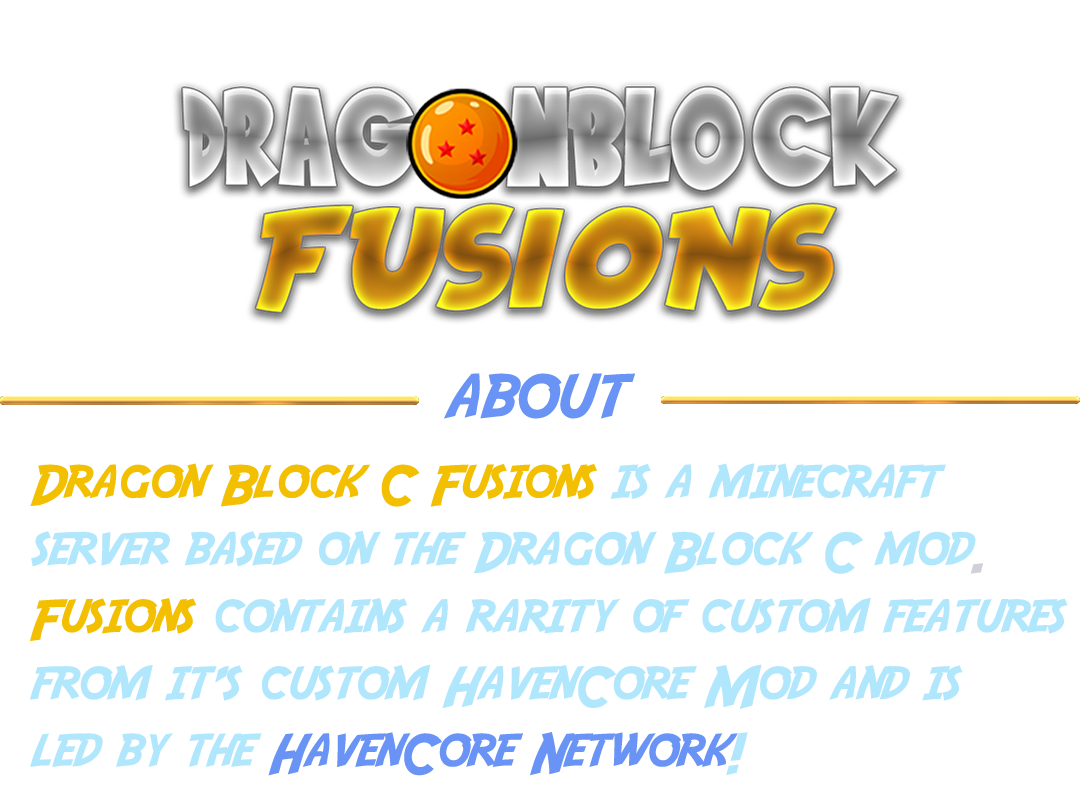 DRAGONBLOCK
FUSIONS
ABOUT
Dragon Block C Fusions is a minecraft
server based on the Dragon Block C mod.
Fusions contains a rarity of custom features
from it's custom HavenCore Mod and is
led by the HavenCore Network!